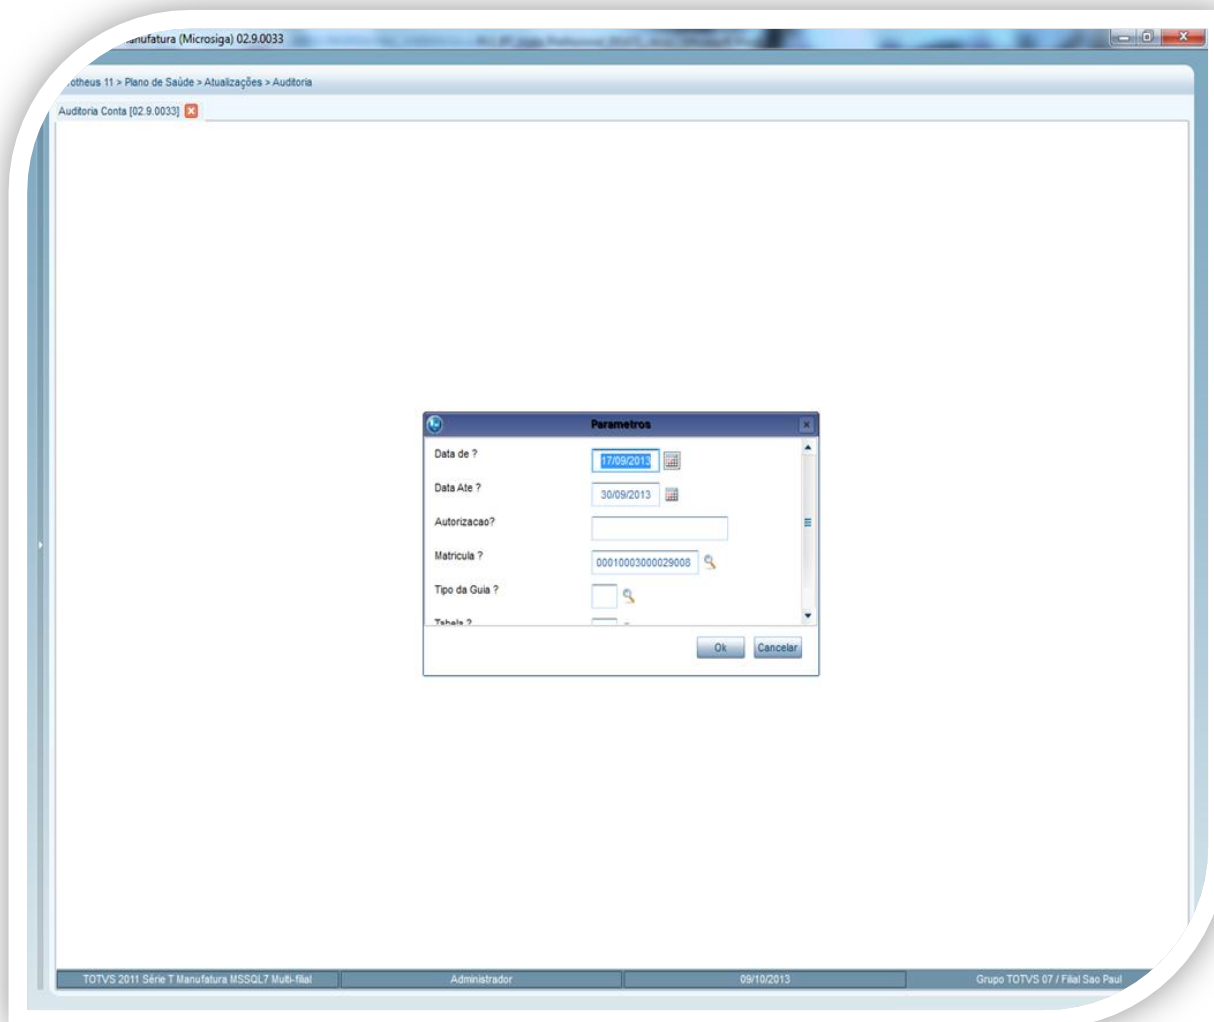 anufatura (Microsiga) 02.9.0033
otheus 11 > Plano de Saúde > Atualizações > Auditoria
Auditoria Conta [02.9.0033]
Parametros
Data de ?
17/09/2013
Data Ate ?
30/09/2013
Autorizacao?
Matricula ?
00010003000029008
Tipo da Guia ?
Tabela ?
Ok
Cancelar
TOTVS 2011 Série T Manufatura MSSQL7 Multi-filial
Administrador
09/10/2013
Grupo TOTVS 07 / Filial Sao Paul